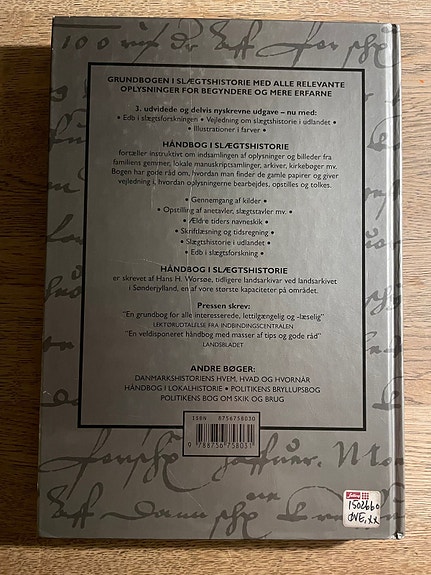 GRUNDBOGEN I SLÆGTSHISTORIE MED ALLE RELEVANTE
OPLYSNINGER FOR BEGYNDERE OG MERE ERFARNE
3. udvidede og delvis nyskrevne udgave – nu med:
• Edb i slægtsforskningen • Vejledning om slægtshistorie i udlandet •
• Illustrationer i farver •
HÅNDBOG I SLÆGTSHISTORIE
fortæller instruktivt om indsamlingen af oplysninger og billeder fra
familiens gemmer, lokale manuskriptsamlinger, arkiver, kirkebøger mv.
Bogen har gode råd om, hvordan man finder de gamle papirer og giver
vejledning i, hvordan oplysningerne bearbejdes, opstilles og tolkes.
• Gennemgang af kilder •
• Opstilling af anetavler, slægtstavler mv. •
• Ældre tiders navneskik •
• Skriftlæsning og tidsregning •
• Slægtshistorie i udlandet •
• Edb i slægtsforskning •
HÅNDBOG I SLÆGTSHISTORIE
er skrevet af Hans H. Worsøe, tidligere landsarkivar ved landsarkivet
i Sønderjylland, en af vore største kapaciteter på området.
Pressen skrev:
"En grundbog for alle interesserede, lettilgængelig og -læselig"
LEKTØRUDTALELSE FRA INDBINDINGSCENTRALEN
"En veldisponeret håndbog med masser af tips og gode råd"
LANDSBLADET
ANDRE BØGER:
DANMARKSHISTORIENS HVEM, HVAD OG HVORNÅR
HÅNDBOG I LOKALHISTORIE • POLITIKENS BRYLLUPSBOG
POLITIKENS BOG OM SKIK OG BRUG
ISBN 8756758030
9 788756 758031
1502660
ØVE,xx